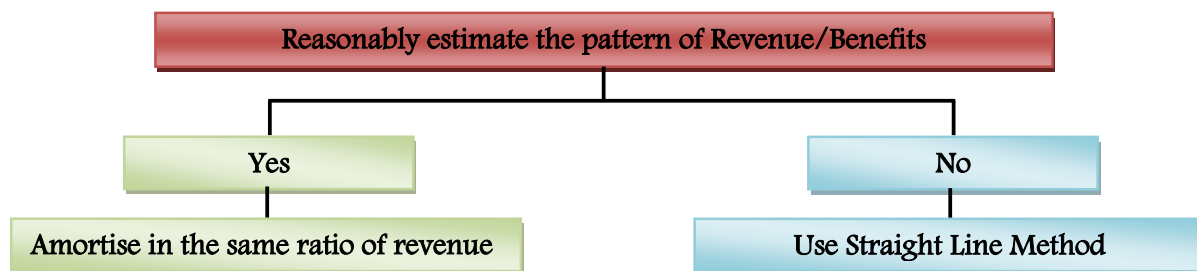 Reasonably estimate the pattern of Revenue/Benefits
Yes
No
Amortise in the same ratio of revenue
Use Straight Line Method